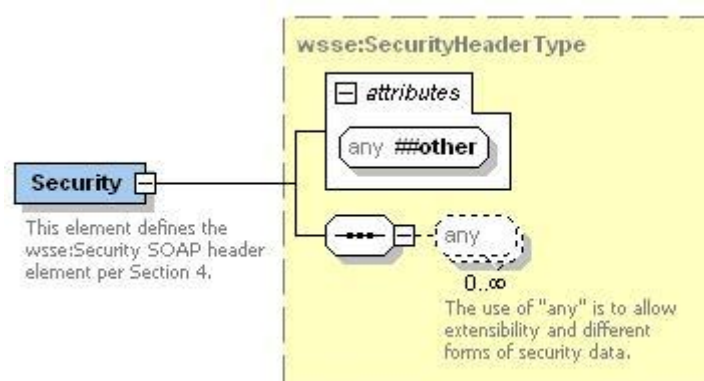 wsse:SecurityHeaderType
attributes
any ##other
Security
This element defines the
wsse:Security SOAP header
element per Section 4.
any
0..∞
The use of "any" is to allow
extensibility and different
forms of security data.